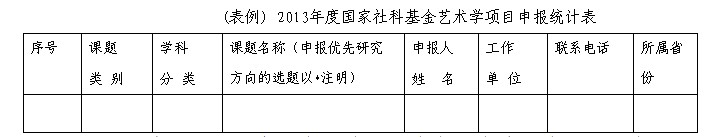 (表例) 2013年度国家社科基金艺术学项目申报统计表
序号 课题 学科 课题名称（申报优先研究 申报人 工作 联系电话 所属省
类 别 分 类 方向的选题以*注明） 姓 名 单 位 份